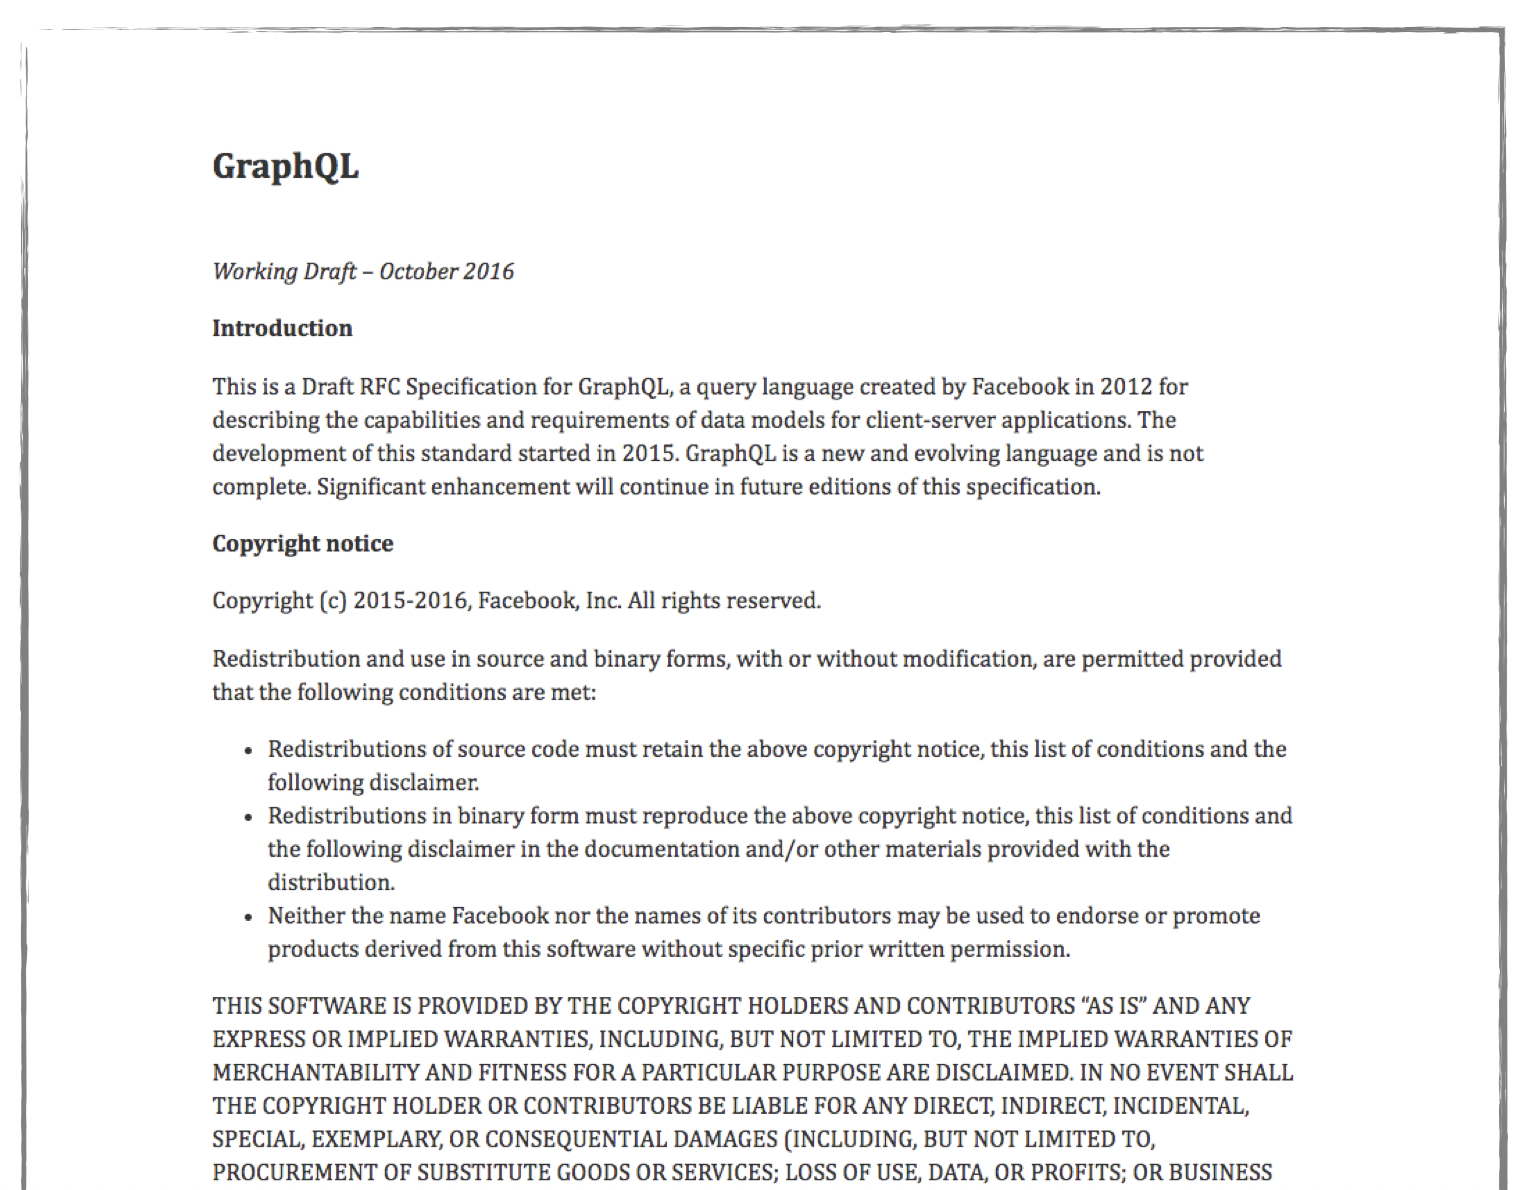 GraphQL
Working Draft – October 2016
Introduction
This is a Draft RFC Specification for GraphQL, a query language created by Facebook in 2012 for
describing the capabilities and requirements of data models for client-server applications. The
development of this standard started in 2015. GraphQL is a new and evolving language and is not
complete. Significant enhancement will continue in future editions of this specification.
Copyright notice
Copyright (c) 2015-2016, Facebook, Inc. All rights reserved.
Redistribution and use in source and binary forms, with or without modification, are permitted provided
that the following conditions are met:
• Redistributions of source code must retain the above copyright notice, this list of conditions and the
following disclaimer.
• Redistributions in binary form must reproduce the above copyright notice, this list of conditions and
the following disclaimer in the documentation and/or other materials provided with the
distribution.
• Neither the name Facebook nor the names of its contributors may be used to endorse or promote
products derived from this software without specific prior written permission.
THIS SOFTWARE IS PROVIDED BY THE COPYRIGHT HOLDERS AND CONTRIBUTORS “AS IS” AND ANY
EXPRESS OR IMPLIED WARRANTIES, INCLUDING, BUT NOT LIMITED TO, THE IMPLIED WARRANTIES OF
MERCHANTABILITY AND FITNESS FOR A PARTICULAR PURPOSE ARE DISCLAIMED. IN NO EVENT SHALL
THE COPYRIGHT HOLDER OR CONTRIBUTORS BE LIABLE FOR ANY DIRECT, INDIRECT, INCIDENTAL,
SPECIAL, EXEMPLARY, OR CONSEQUENTIAL DAMAGES (INCLUDING, BUT NOT LIMITED TO,
PROCUREMENT OF SUBSTITUTE GOODS OR SERVICES; LOSS OF USE, DATA, OR PROFITS; OR BUSINESS